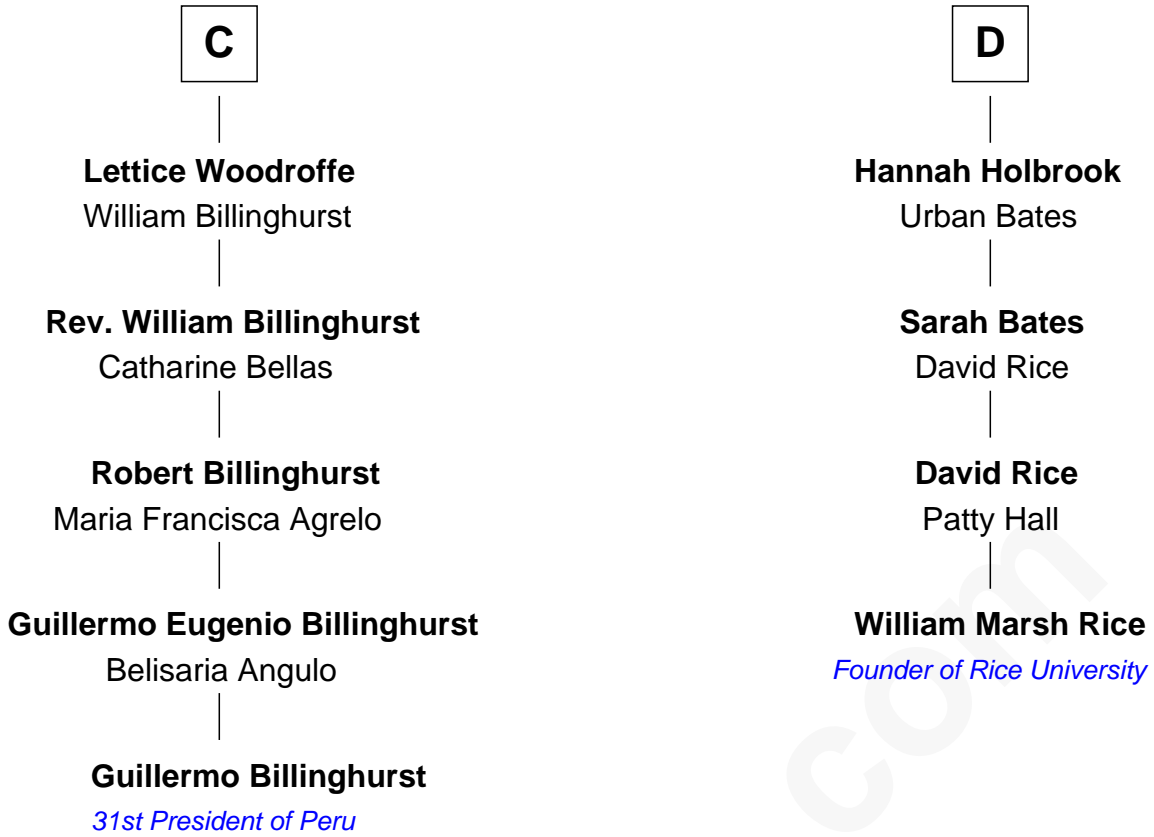 C
Lettice Woodroffe
William Billinghurst
Rev. William Billinghurst
Catharine Bellas
Robert Billinghurst
Maria Francisca Agrelo
Guillermo Eugenio Billinghurst
Belisaria Angulo
Guillermo Billinghurst
31st President of Peru
D
Hannah Holbrook
Urban Bates
Sarah Bates
David Rice
David Rice
Patty Hall
William Marsh Rice
Founder of Rice University
com